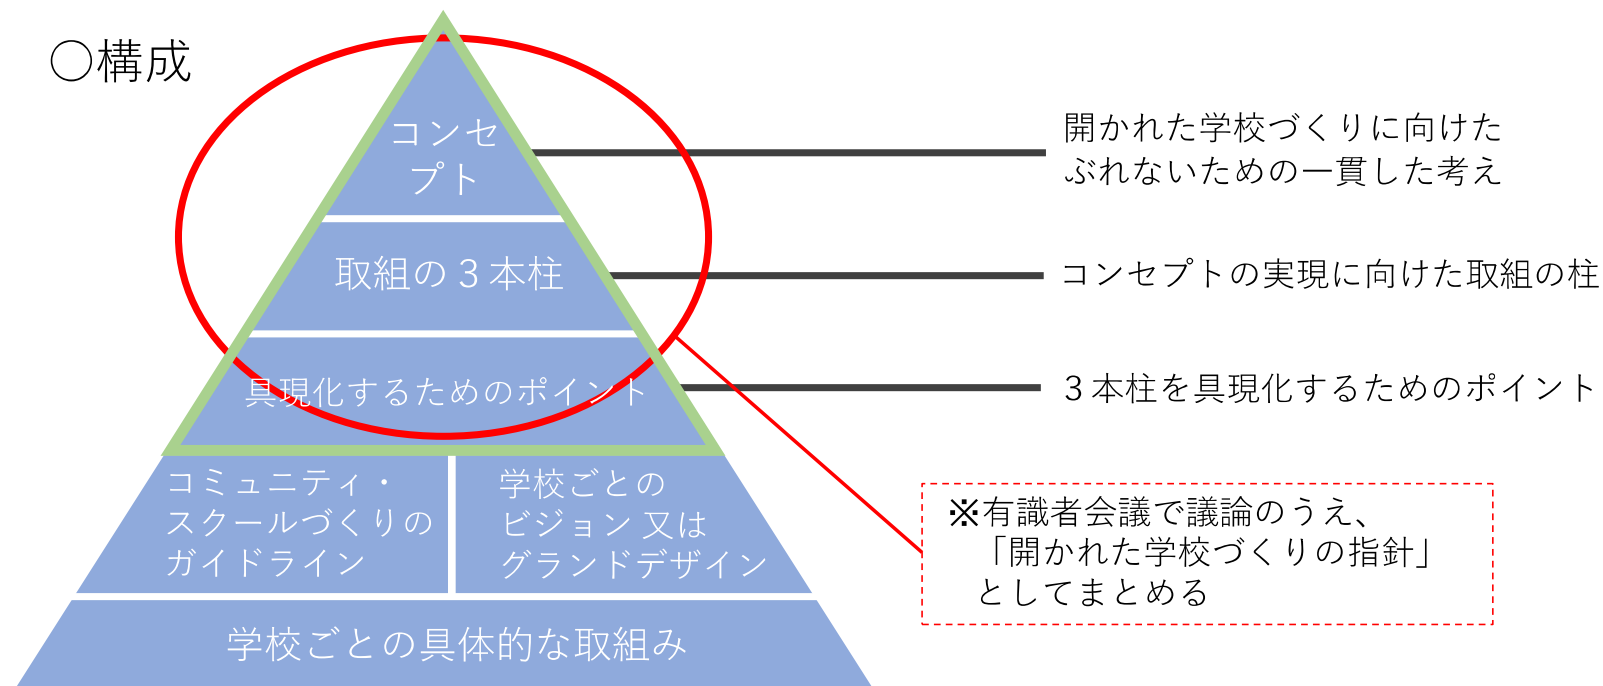 〇構成
コンセ
プト
開かれた学校づくりに向けた
ぶれないための一貫した考え
取組の３本柱
コンセプトの実現に向けた取組の柱
具現化するためのポイント
３本柱を具現化するためのポイント
コミュニティ・
スクールづくりの
ガイドライン
学校ごとの
ビジョン又は
グランドデザイン
※有識者会議で議論のうえ、
「開かれた学校づくりの指針」
としてまとめる
学校ごとの具体的な取組み